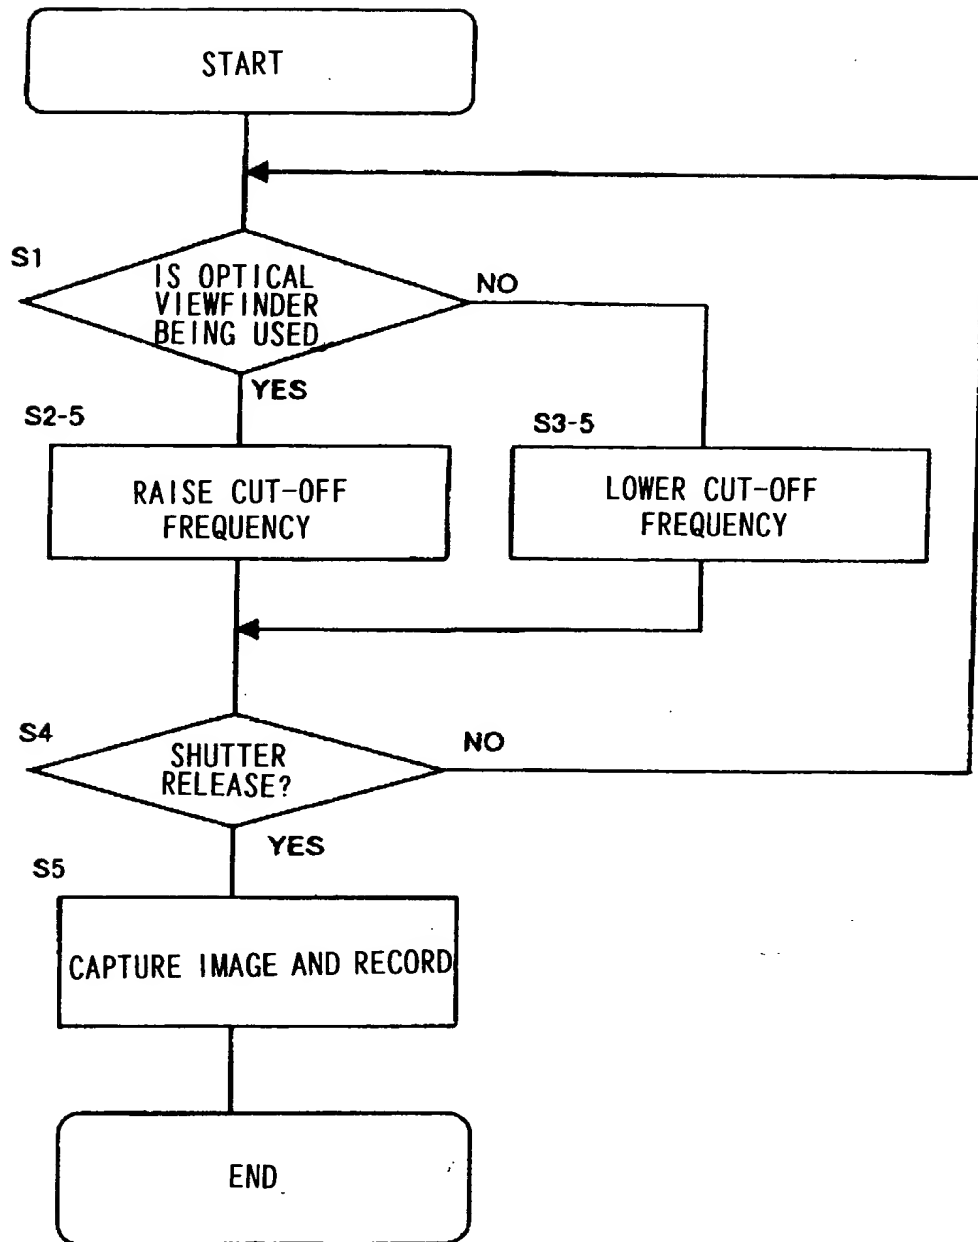 START
S1
IS OPTICAL
VIEWFINDER
BEING USED
NO
YES
S2-5
RAISE CUT-OFF
FREQUENCY
S3-5
LOWER CUT-OFF
FREQUENCY
S4
SHUTTER
RELEASE?
NO
YES
S5
CAPTURE IMAGE AND RECORD
END